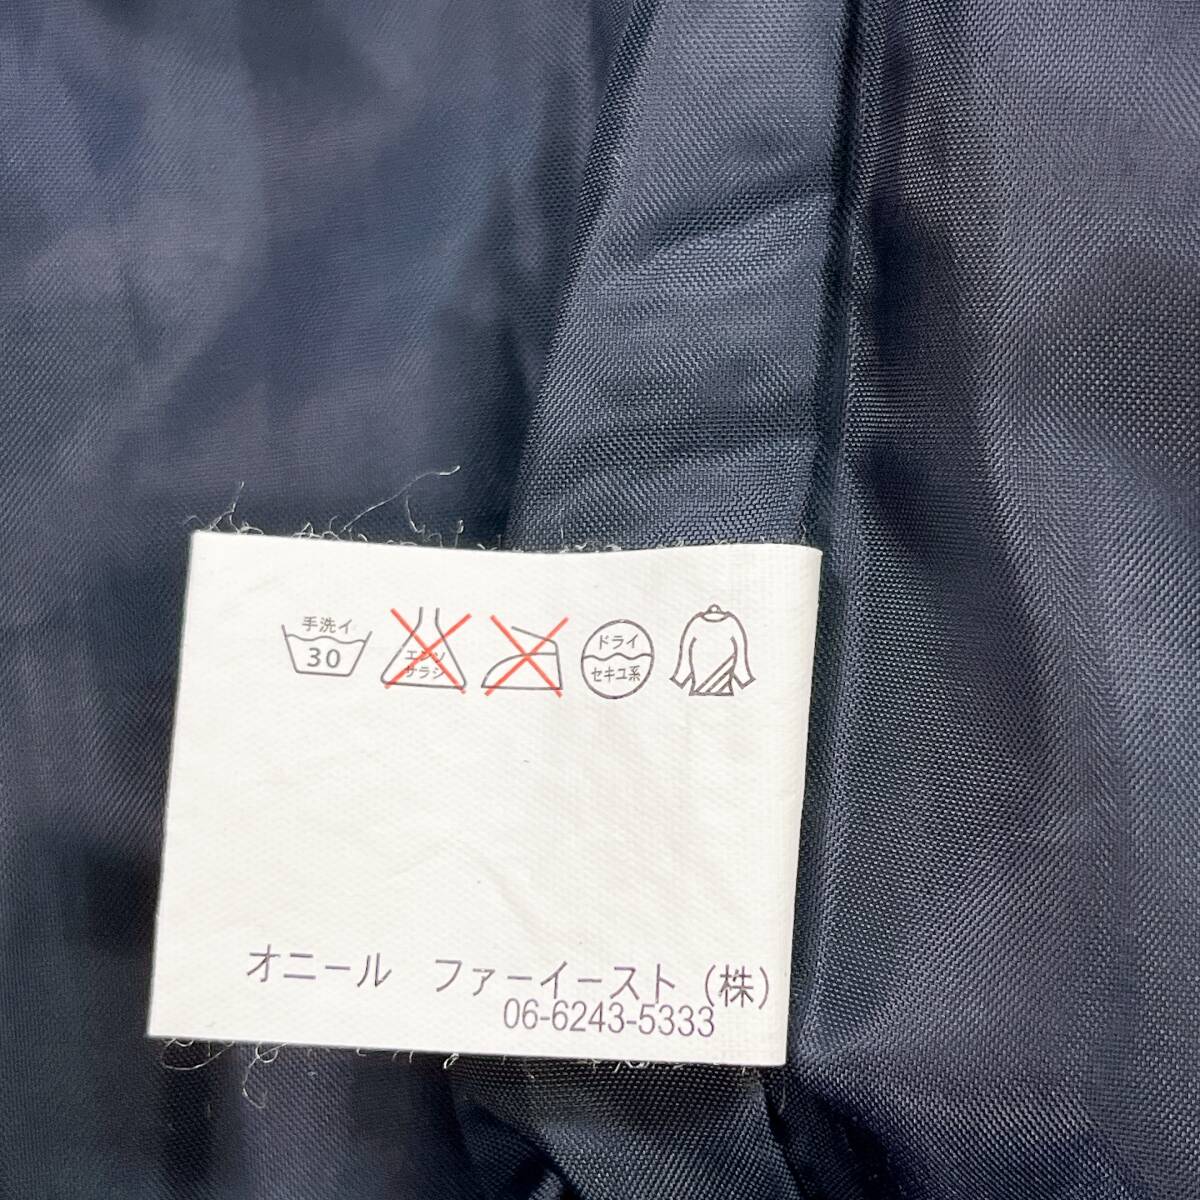 手洗イ
30
エンソ
サラシ
ドライ
セキユ系
オニール ファーイースト (株)
06-6243-5333